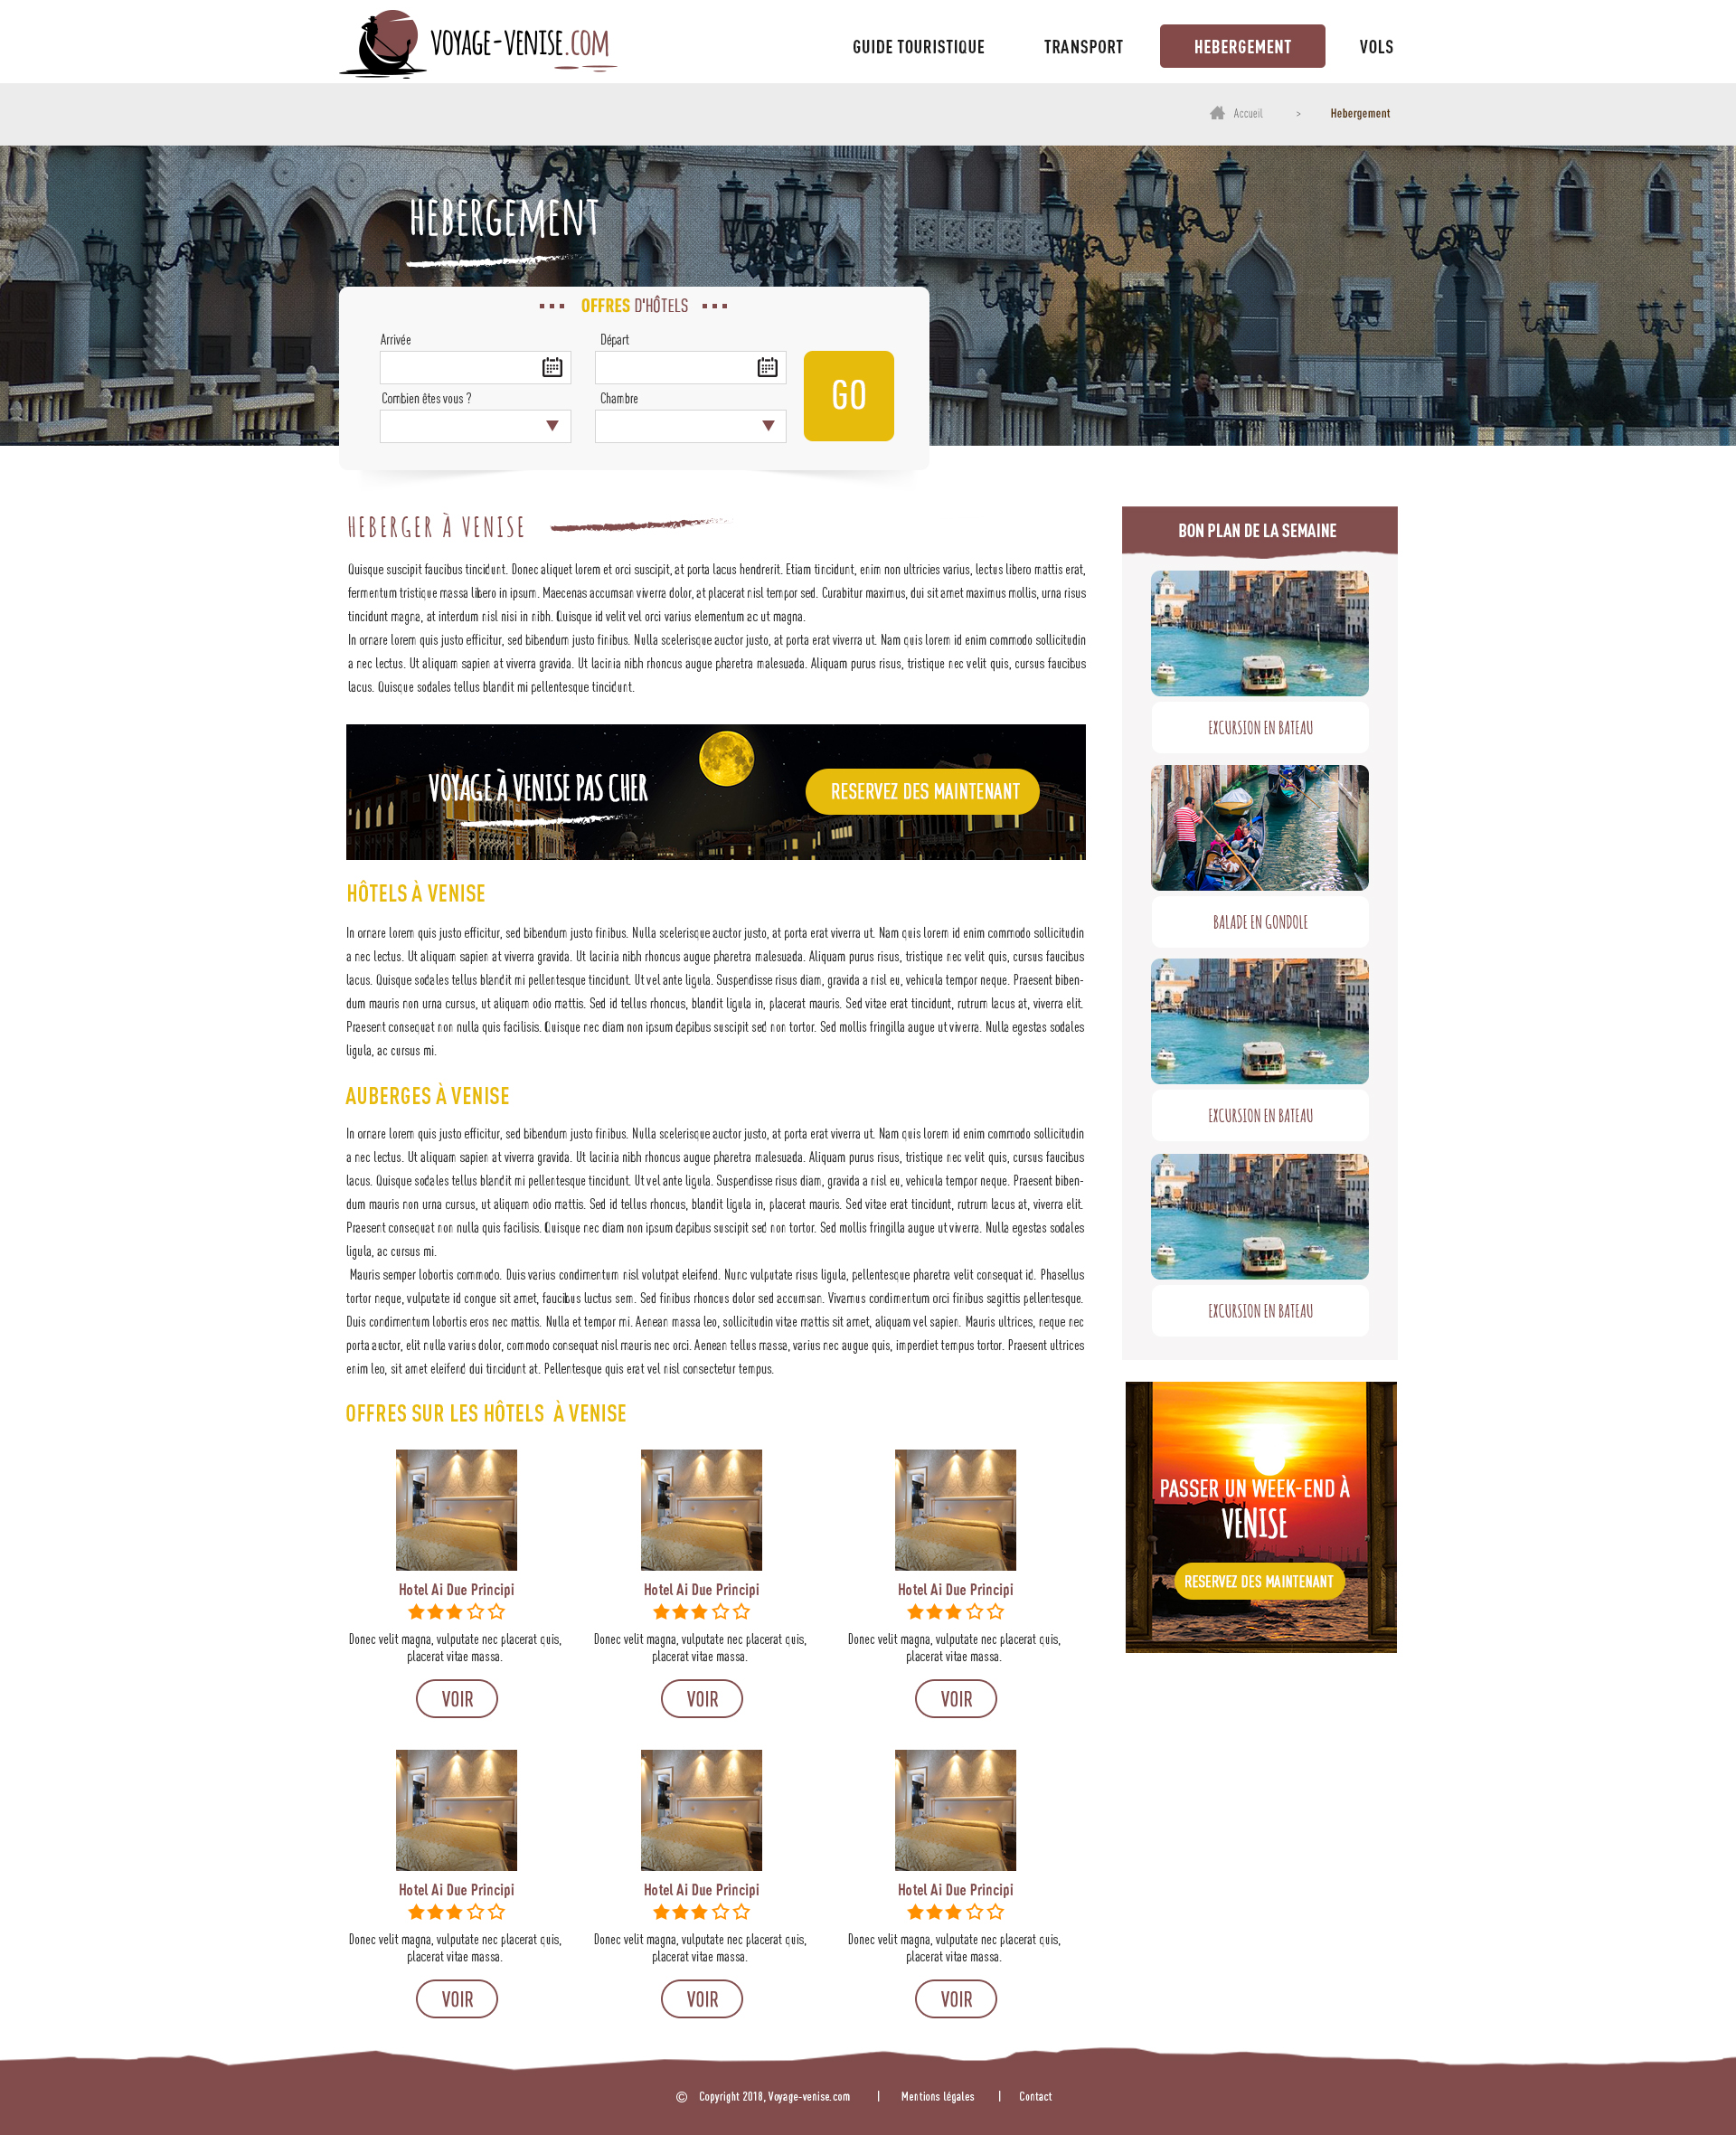 VOYAGE-VENISE.COM
GUIDE TOURISTIQUE
TRANSPORT
HEBERGEMENT
VOLS
Accueil > Hebergement
HEBERGEMENT
OFFRES D'HÔTELS
Arrivée
Départ
Combien êtes vous ?
Chambre
GO
HEBERGER À VENISE
Quisque suscipit faucibus tincidunt. Donec aliquet lorem et orci suscipit, at porta lacus hendrerit. Etiam tincidunt, enim non ultricies varius, lectus libero mattis erat,
fermentum tristique massa libero in ipsum. Maecenas accumsan viverra dolor, at placerat nisl tempor sed. Curabitur maximus, dui sit amet maximus mollis, urna risus
tincidunt magna, at interdum nisl nisi in nibh. Quisque id velit vel orci varius elementum ac ut magna.
In ornare lorem quis justo efficitur, sed bibendum justo finibus. Nulla scelerisque auctor justo, at porta erat viverra ut. Nam quis lorem id enim commodo sollicitudin
a nec lectus. Ut aliquam sapien at viverra gravida. Ut lacinia nibh rhoncus augue pharetra malesuada. Aliquam purus risus, tristique nec velit quis, cursus faucibus
lacus. Quisque sodales tellus blandit mi pellentesque tincidunt.
VOYAGE À VENISE PAS CHER
RESERVEZ DES MAINTENANT
HÔTELS À VENISE
In ornare lorem quis justo efficitur, sed bibendum justo finibus. Nulla scelerisque auctor justo, at porta erat viverra ut. Nam quis lorem id enim commodo sollicitudin
a nec lectus. Ut aliquam sapien at viverra gravida. Ut lacinia nibh rhoncus augue pharetra malesuada. Aliquam purus risus, tristique nec velit quis, cursus faucibus
lacus. Quisque sodales tellus blandit mi pellentesque tincidunt. Ut vel ante ligula. Suspendisse risus diam, gravida a nisl eu, vehicula tempor neque. Praesent biben-
dum mauris non urna cursus, ut aliquam odio mattis. Sed id tellus rhoncus, blandit ligula in, placerat mauris. Sed vitae erat tincidunt, rutrum lacus at, viverra elit.
Praesent consequat non nulla quis facilisis. Quisque nec diam non ipsum dapibus suscipit sed non tortor. Sed mollis fringilla augue ut viverra. Nulla egestas sodales
ligula, ac cursus mi.
AUBERGES À VENISE
In ornare lorem quis justo efficitur, sed bibendum justo finibus. Nulla scelerisque auctor justo, at porta erat viverra ut. Nam quis lorem id enim commodo sollicitudin
a nec lectus. Ut aliquam sapien at viverra gravida. Ut lacinia nibh rhoncus augue pharetra malesuada. Aliquam purus risus, tristique nec velit quis, cursus faucibus
lacus. Quisque sodales tellus blandit mi pellentesque tincidunt. Ut vel ante ligula. Suspendisse risus diam, gravida a nisl eu, vehicula tempor neque. Praesent biben-
dum mauris non urna cursus, ut aliquam odio mattis. Sed id tellus rhoncus, blandit ligula in, placerat mauris. Sed vitae erat tincidunt, rutrum lacus at, viverra elit.
Praesent consequat non nulla quis facilisis. Quisque nec diam non ipsum dapibus suscipit sed non tortor. Sed mollis fringilla augue ut viverra. Nulla egestas sodales
ligula, ac cursus mi.
Mauris semper lobortis commodo. Duis varius condimentum nisl volutpat eleifend. Nunc vulputate risus ligula, pellentesque pharetra velit consequat id. Phasellus
tortor neque, vulputate id congue sit amet, faucibus luctus sem. Sed finibus rhoncus dolor sed accumsan. Vivamus condimentum orci finibus sagittis pellentesque.
Duis condimentum lobortis eros nec mattis. Nulla et tempor mi. Aenean massa leo, sollicitudin vitae mattis sit amet, aliquam vel sapien. Mauris ultrices, neque nec
porta auctor, elit nulla varius dolor, commodo consequat nisl mauris nec orci. Aenean tellus massa, varius nec augue quis, imperdiet tempus tortor. Praesent ultrices
enim leo, sit amet eleifend dui tincidunt at. Pellentesque quis erat vel nisl consectetur tempus.
OFFRES SUR LES HÔTELS À VENISE
Hotel Ai Due Principi
Donec velit magna, vulputate nec placerat quis,
placerat vitae massa.
VOIR
Hotel Ai Due Principi
Donec velit magna, vulputate nec placerat quis,
placerat vitae massa.
VOIR
Hotel Ai Due Principi
Donec velit magna, vulputate nec placerat quis,
placerat vitae massa.
VOIR
Hotel Ai Due Principi
Donec velit magna, vulputate nec placerat quis,
placerat vitae massa.
VOIR
Hotel Ai Due Principi
Donec velit magna, vulputate nec placerat quis,
placerat vitae massa.
VOIR
Hotel Ai Due Principi
Donec velit magna, vulputate nec placerat quis,
placerat vitae massa.
VOIR
BON PLAN DE LA SEMAINE
EXCURSION EN BATEAU
BALADE EN GONDOLE
EXCURSION EN BATEAU
EXCURSION EN BATEAU
PASSER UN WEEK-END À
VENISE
RESERVEZ DES MAINTENANT
© Copyright 2018, Voyage-venise.com | Mentions légales | Contact